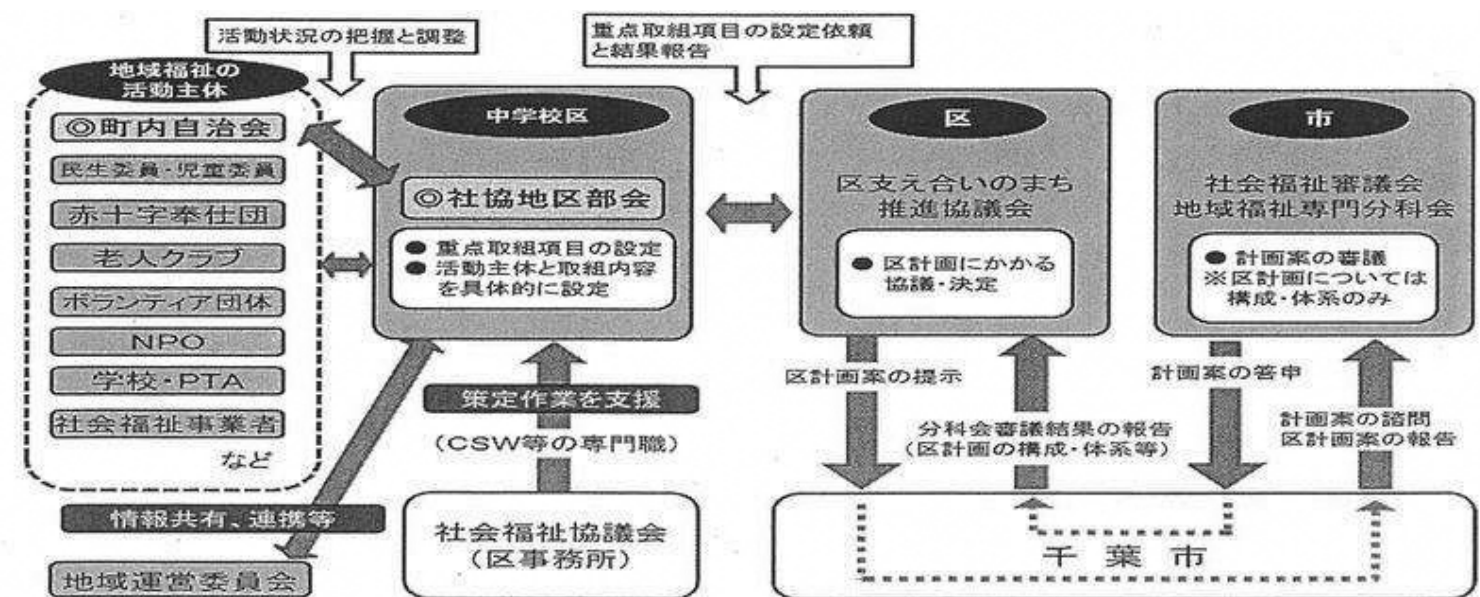 活動状況の把握と調整
重点取組項目の設定依頼
と結果報告
地域福祉の
活動主体
◎町内自治会
民生委員・児童委員
赤十字奉仕団
老人クラブ
ボランティア団体
NPO
学校・PTA
社会福祉事業者
など
情報共有、連携等
地域運営委員会
中学校区
◎社協地区部会
● 重点取組項目の設定
● 活動主体と取組内容
を具体的に設定
策定作業を支援
(CSW等の専門職)
社会福祉協議会
(区事務所)
区
区支え合いのまち
推進協議会
● 区計画にかかる
協議・決定
区計画案の提示
分科会審議結果の報告
(区計画の構成・体系等)
市
社会福祉審議会
地域福祉専門分科会
● 計画案の審議
※区計画については
構成・体系のみ
計画案の答申
計画案の諮問
区計画案の報告
千葉市